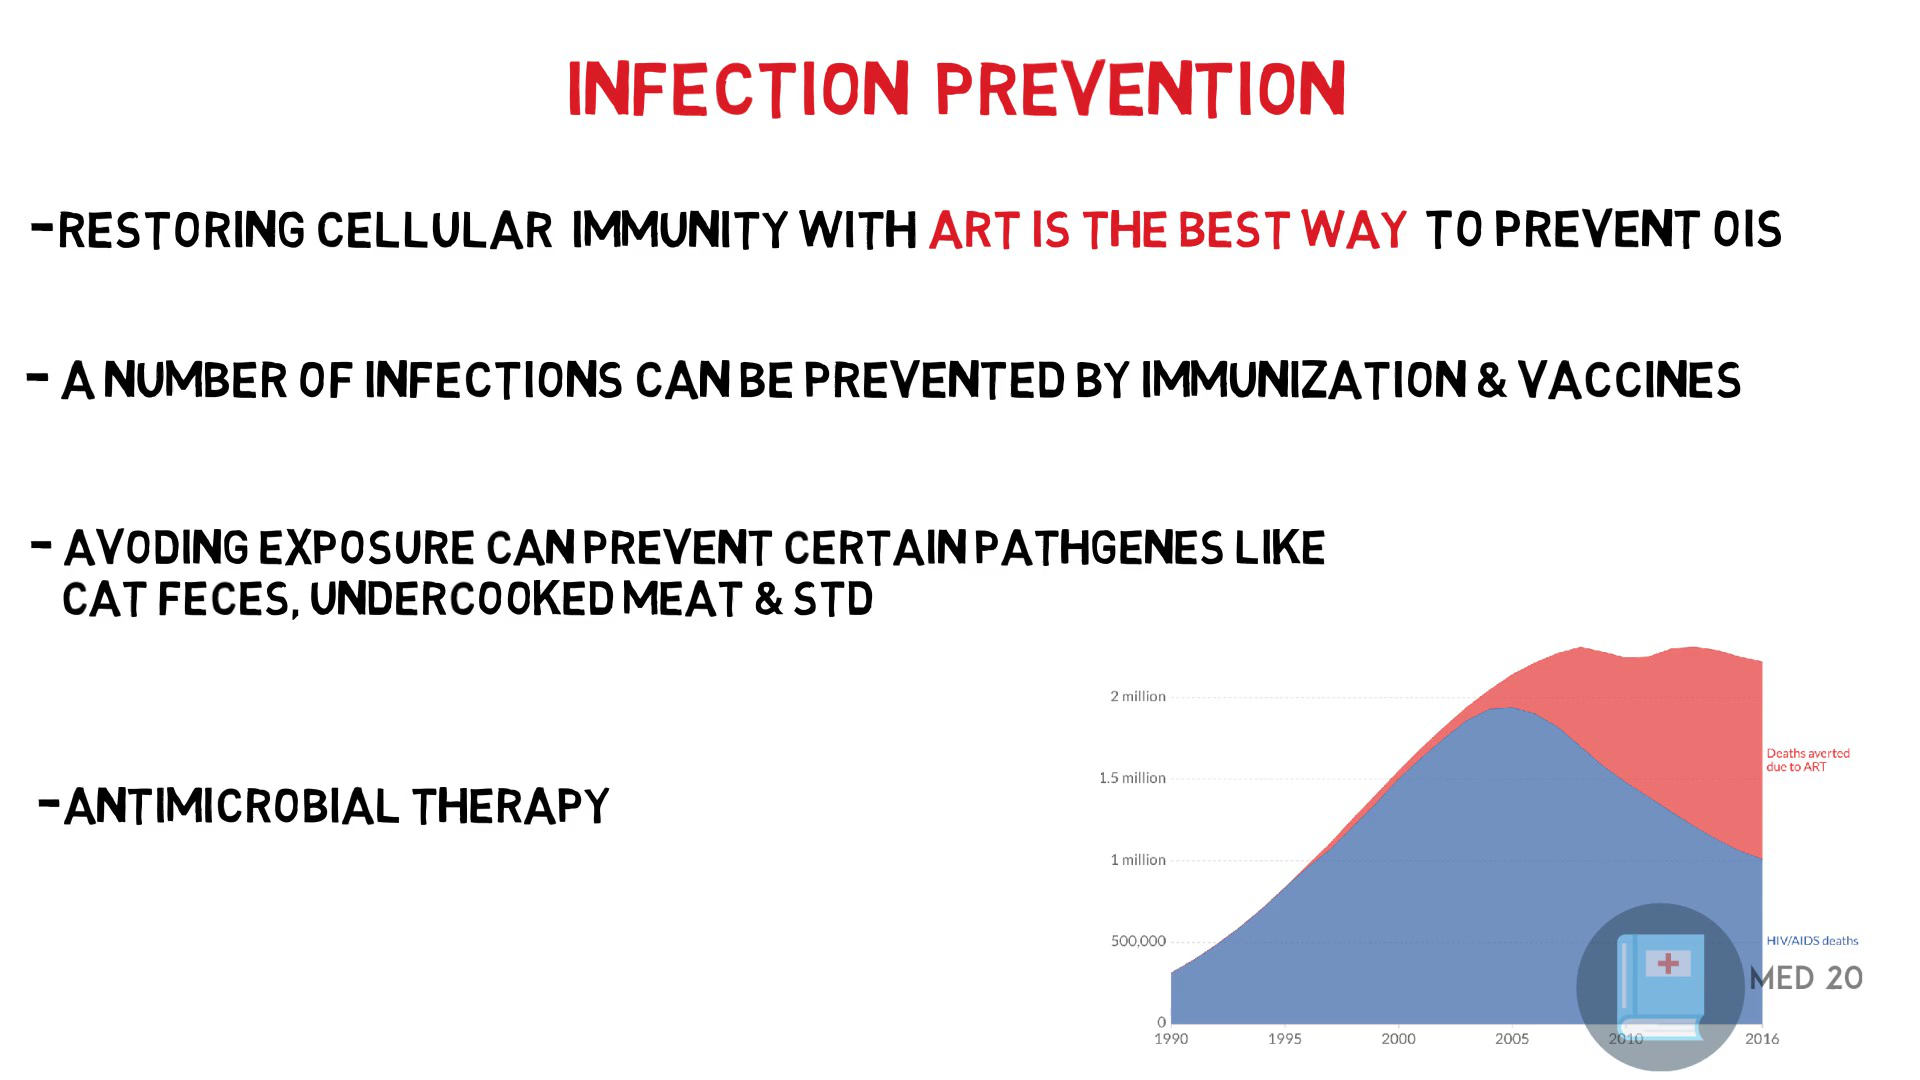 INFECTION PREVENTION
-RESTORING CELLULAR IMMUNITY WITH ART IS THE BEST WAY TO PREVENT OIS
- A NUMBER OF INFECTIONS CAN BE PREVENTED BY IMMUNIZATION & VACCINES
- AVODING EXPOSURE CAN PREVENT CERTAIN PATHGENES LIKE
CAT FECES, UNDERCOOKED MEAT & STD
-ANTIMICROBIAL THERAPY
2 million
1.5 million
1 million
500,000
0
1990 1995 2000 2005 2010 2016
Deaths averted
due to ART
HIV/AIDS deaths
MED 20